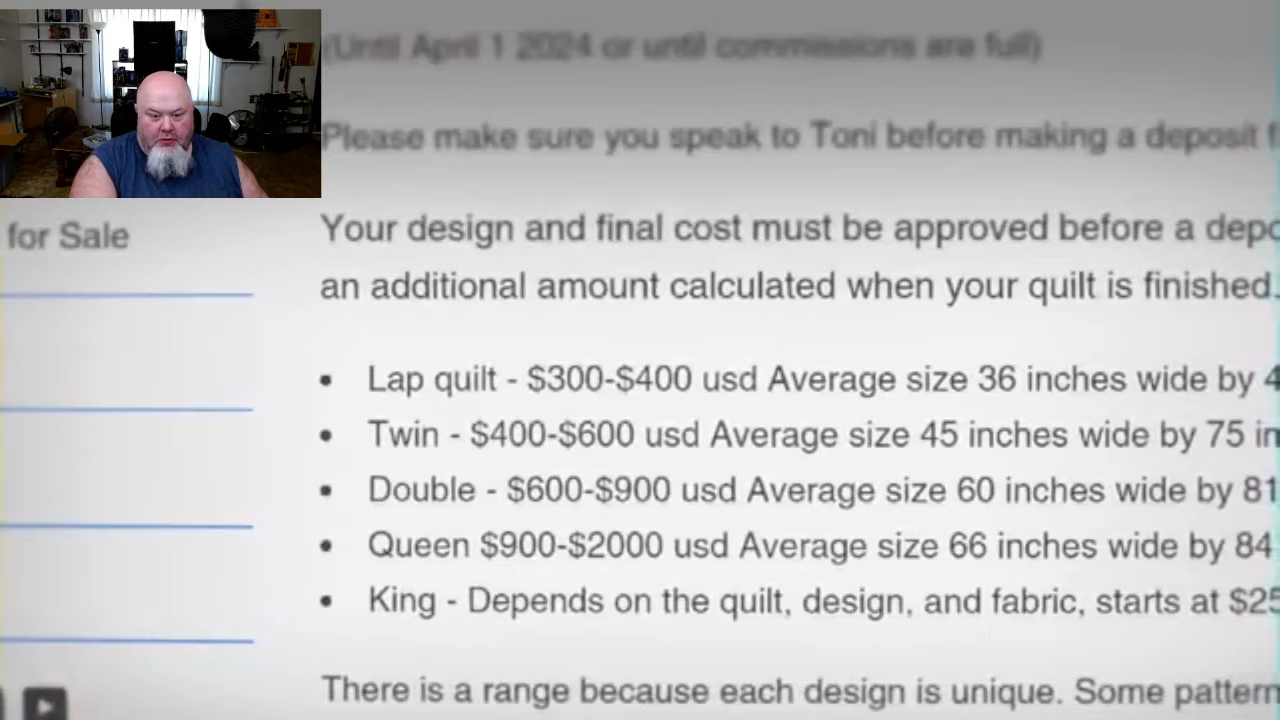 (Until April 1 2024 or until commissions are full)
Please make sure you speak to Toni before making a deposit
for Sale
Your design and final cost must be approved before a
an additional amount calculated when your quilt is finished.
• Lap quilt - $300-$400 usd Average size 36 inches wide by 4
• Twin - $400-$600 usd Average size 45 inches wide by 75
• Double - $600-$900 usd Average size 60 inches wide by 81
• Queen $900-$2000 usd Average size 66 inches wide by 84
• King - Depends on the quilt, design, and fabric, starts at $25
There is a range because each design is unique. Some